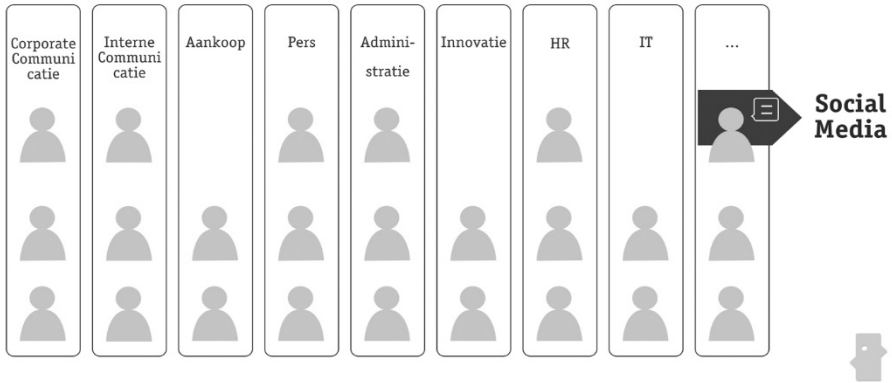 Corporate
Communi
catie
Interne
Communi
catie
Aankoop
Pers
Admini-
stratie
Innovatie
HR
IT
...
Social
Media